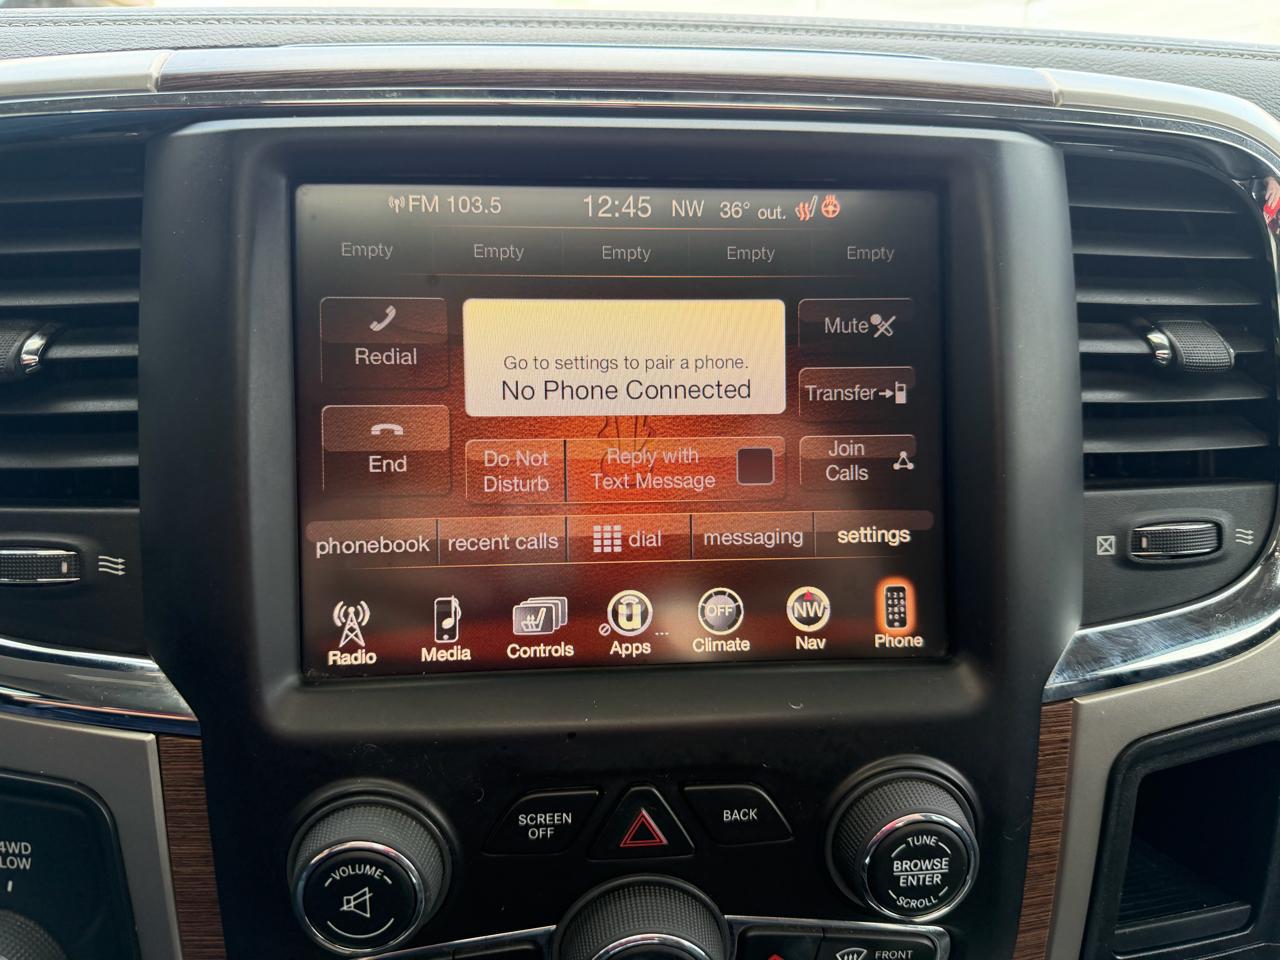 FM 103.5 12:45 NW 36° out.
Empty Empty Empty Empty Empty
Redial
Go to settings to pair a phone.
No Phone Connected
Mute
Transfer
End
Do Not
Disturb
Reply with
Text Message
Join
Calls
phonebook recent calls dial messaging settings
Radio Media Controls Apps ... OFF Climate NW Nav Phone
SCREEN
OFF
BACK
VOLUME
TUNE
BROWSE
ENTER
SCROLL
4WD
LOW
FRONT